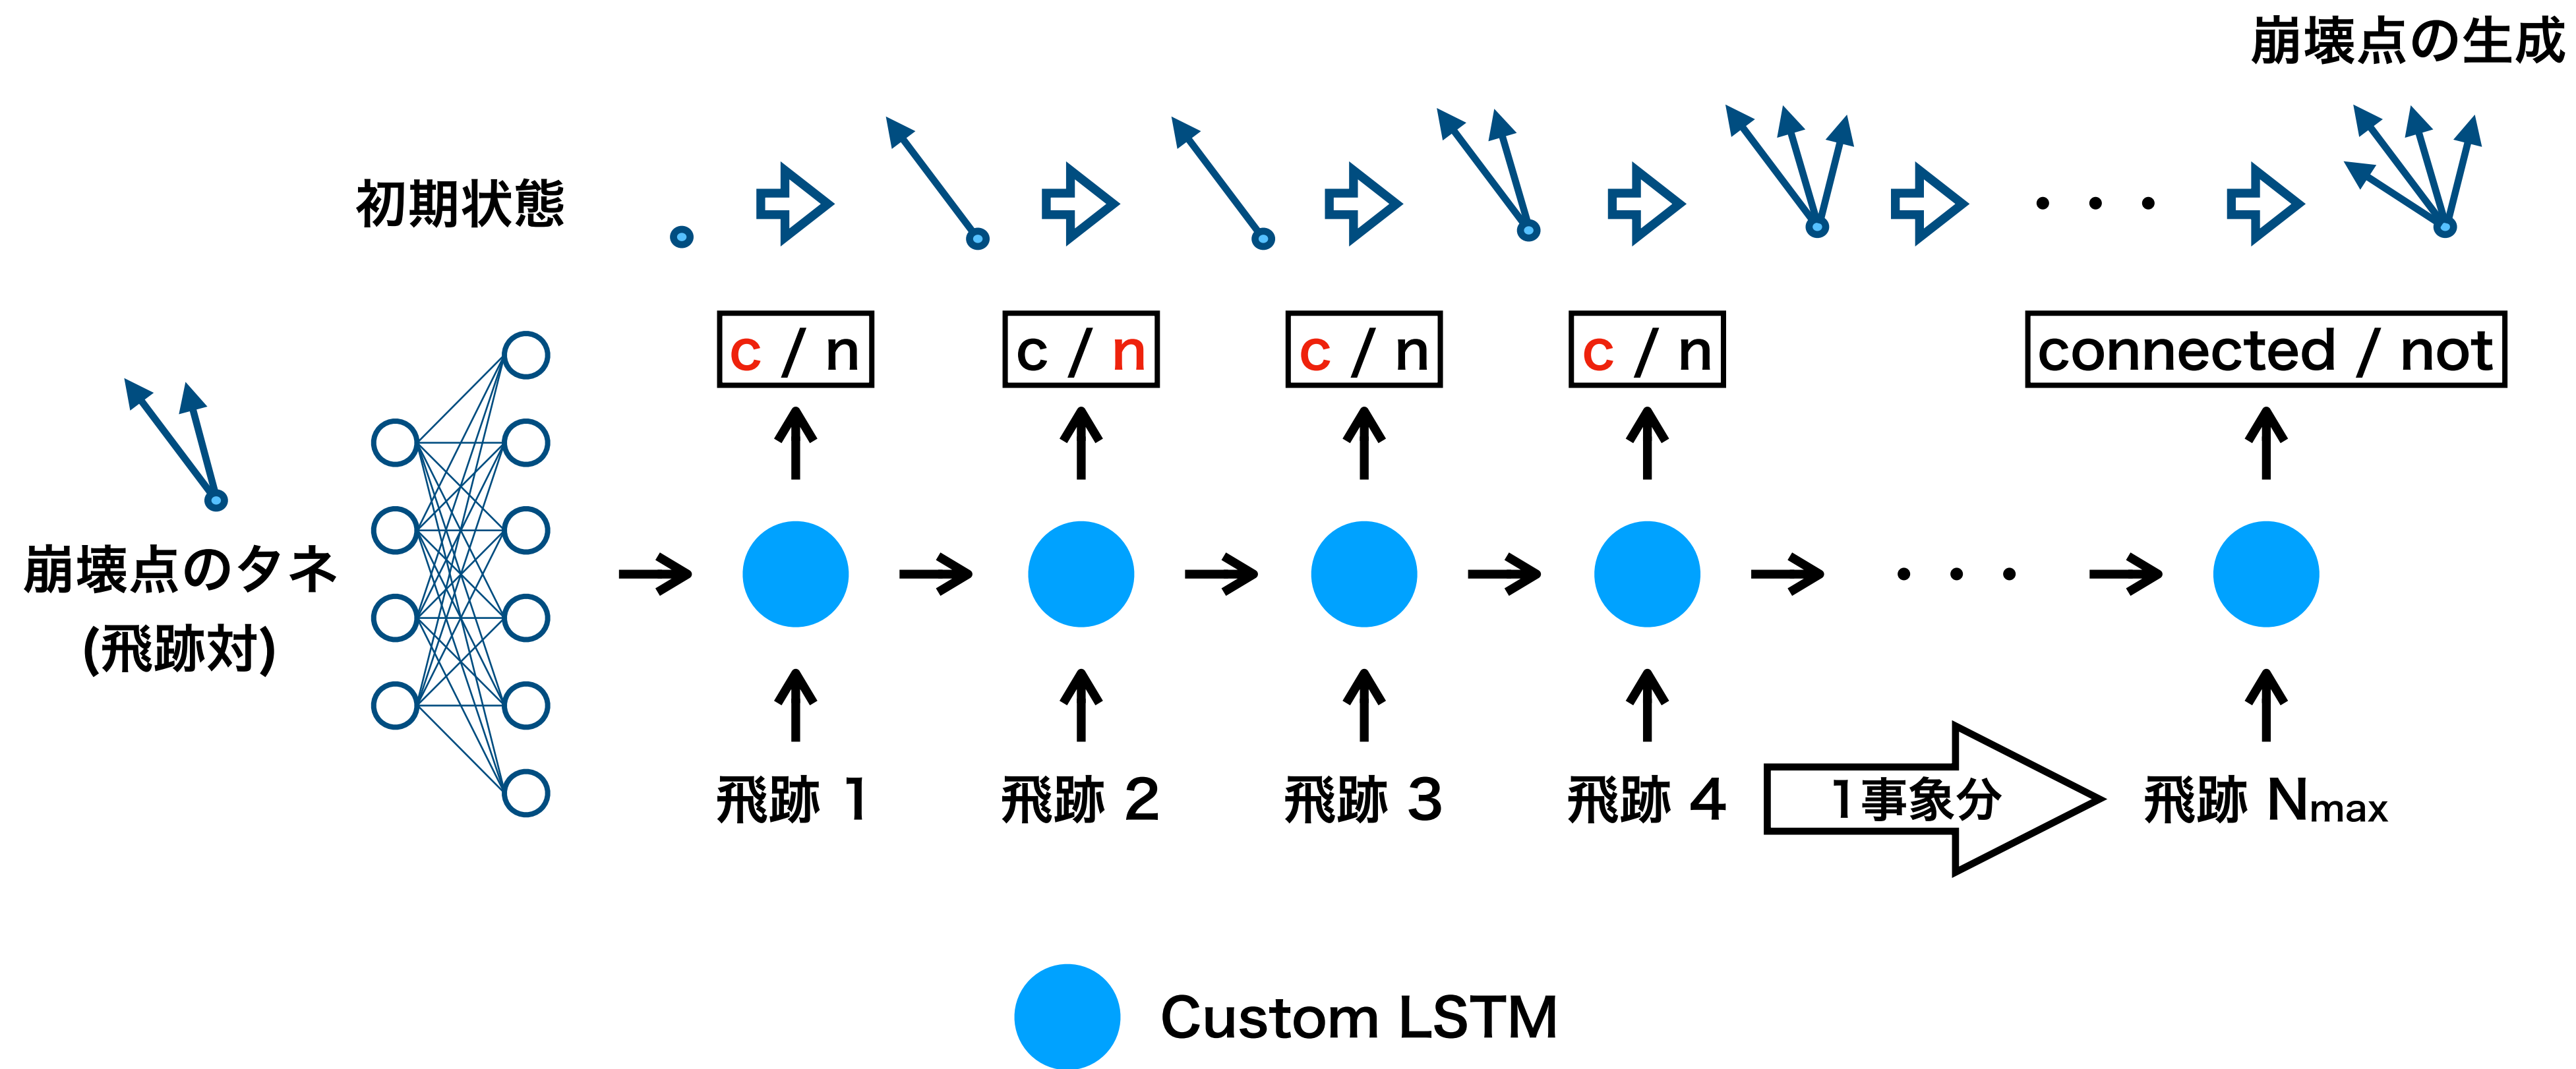 崩壊点の生成
初期状態
c / n
c / n
c / n
c / n
connected / not
崩壊点のタネ
(飛跡対)
飛跡 1
飛跡 2
飛跡 3
飛跡 4
1事象分
飛跡 Nmax
Custom LSTM